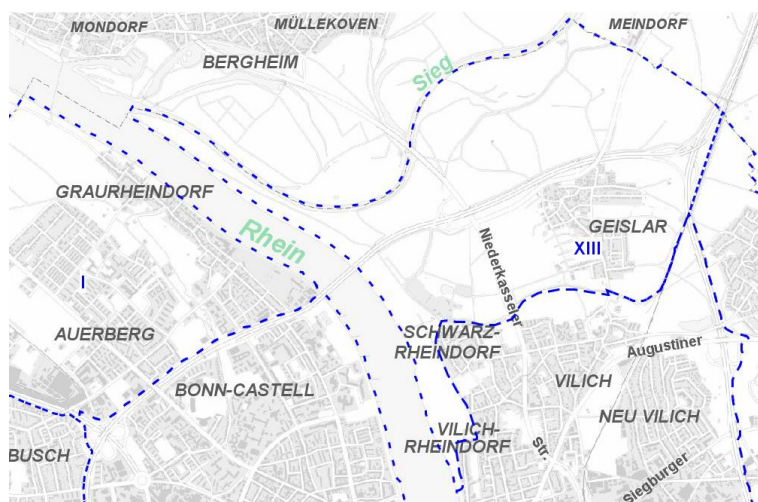 MONDORF
MÜLLEKOVEN
MEINDORF
BERGHEIM
Sieg
GRAURHEINDORF
Rhein
GEISLAR
XIII
Niederkasseler
I
AUERBERG
SCHWARZ-
RHEINDORF
Augustiner
BONN-CASTELL
VILICH
NEU VILICH
VILICH-
RHEINDORF
Str.
BUSCH
Siegburger